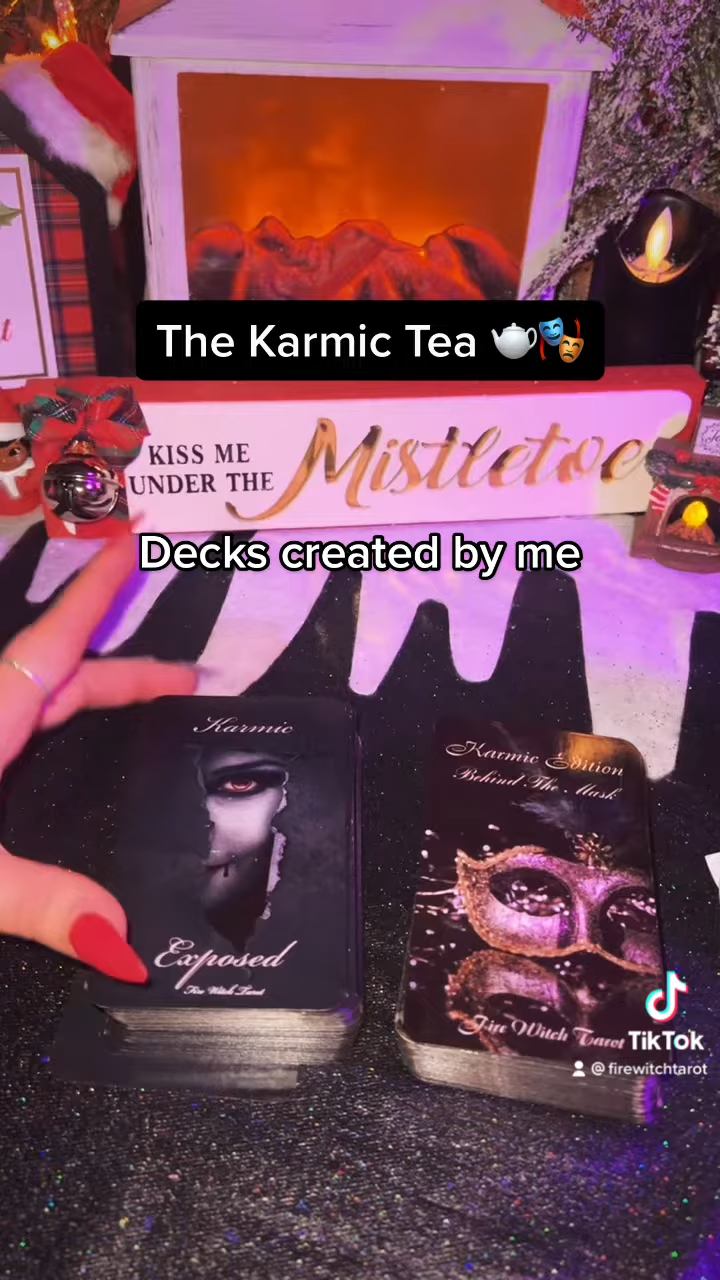 The Karmic Tea 🫖🎭
KISS ME
UNDER THE
Mistletoe
Decks created by me
Karmic
Exposed
Fire Witch Tarot
Karmic Edition
Behind The Mask
Fire Witch Tarot
TikTok
@firewitchtarot